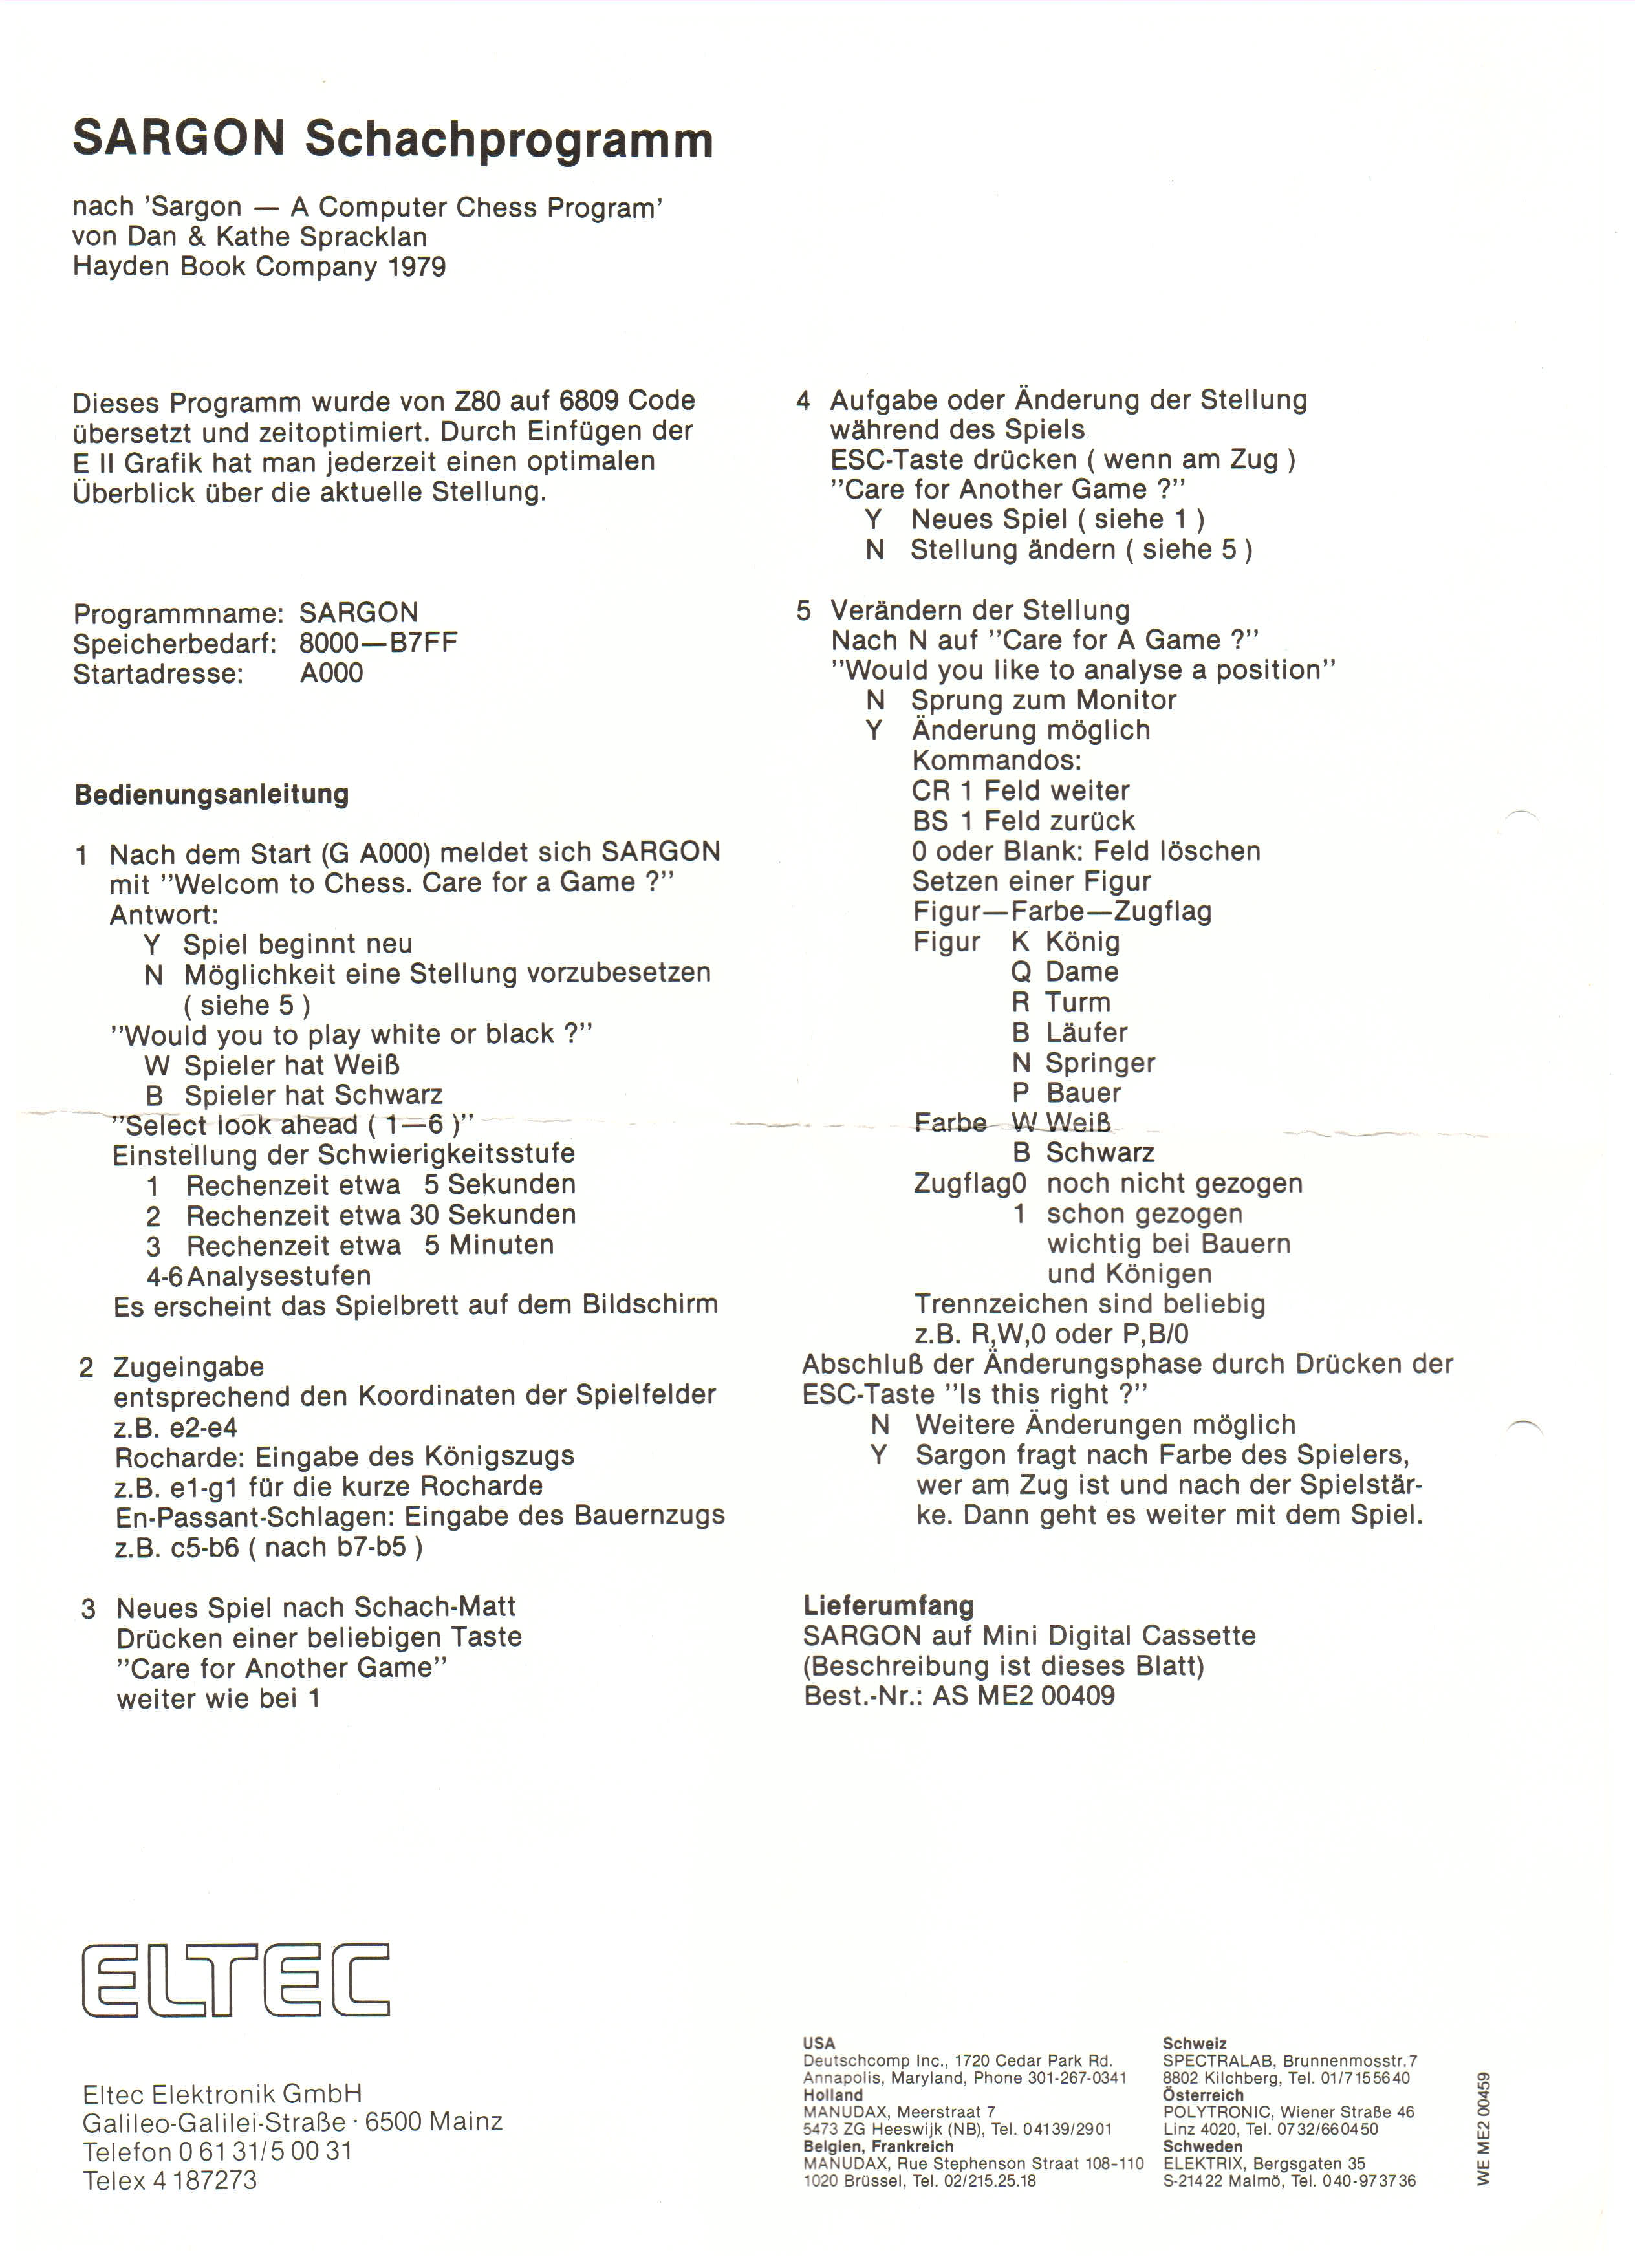 SARGON Schachprogramm
nach 'Sargon — A Computer Chess Program'
von Dan & Kathe Spracklan
Hayden Book Company 1979
Dieses Programm wurde von Z80 auf 6809 Code
übersetzt und zeitoptimiert. Durch Einfügen der
E II Grafik hat man jederzeit einen optimalen
Überblick über die aktuelle Stellung.
Programmname: SARGON
Speicherbedarf: 8000—B7FF
Startadresse: A000
Bedienungsanleitung
1 Nach dem Start (G A000) meldet sich SARGON
mit ''Welcom to Chess. Care for a Game ?''
Antwort:
Y Spiel beginnt neu
N Möglichkeit eine Stellung vorzubesetzen
( siehe 5 )
''Would you to play white or black ?''
W Spieler hat Weiß
B Spieler hat Schwarz
''Select look ahead ( 1—6 )''
Einstellung der Schwierigkeitsstufe
1 Rechenzeit etwa 5 Sekunden
2 Rechenzeit etwa 30 Sekunden
3 Rechenzeit etwa 5 Minuten
4-6 Analysestufen
Es erscheint das Spielbrett auf dem Bildschirm
2 Zugeingabe
entsprechend den Koordinaten der Spielfelder
z.B. e2-e4
Rocharde: Eingabe des Königszugs
z.B. e1-g1 für die kurze Rocharde
En-Passant-Schlagen: Eingabe des Bauernzugs
z.B. c5-b6 ( nach b7-b5 )
3 Neues Spiel nach Schach-Matt
Drücken einer beliebigen Taste
''Care for Another Game''
weiter wie bei 1
4 Aufgabe oder Änderung der Stellung
während des Spiels
ESC-Taste drücken ( wenn am Zug )
''Care for Another Game ?''
Y Neues Spiel ( siehe 1 )
N Stellung ändern ( siehe 5 )
5 Verändern der Stellung
Nach N auf ''Care for A Game ?''
''Would you like to analyse a position''
N Sprung zum Monitor
Y Änderung möglich
Kommandos:
CR 1 Feld weiter
BS 1 Feld zurück
0 oder Blank: Feld löschen
Setzen einer Figur
Figur—Farbe—Zugflag
Figur K König
Q Dame
R Turm
B Läufer
N Springer
P Bauer
Farbe W Weiß
B Schwarz
Zugflag0 noch nicht gezogen
1 schon gezogen
wichtig bei Bauern
und Königen
Trennzeichen sind beliebig
z.B. R,W,0 oder P,B/0
Abschluß der Änderungsphase durch Drücken der
ESC-Taste ''Is this right ?''
N Weitere Änderungen möglich
Y Sargon fragt nach Farbe des Spielers,
wer am Zug ist und nach der Spielstär-
ke. Dann geht es weiter mit dem Spiel.
Lieferumfang
SARGON auf Mini Digital Cassette
(Beschreibung ist dieses Blatt)
Best.-Nr.: AS ME2 00409
ELTEC
Eltec Elektronik GmbH
Galileo-Galilei-Straße · 6500 Mainz
Telefon 0 61 31/5 00 31
Telex 4 187273
USA
Deutschcomp Inc., 1720 Cedar Park Rd.
Annapolis, Maryland, Phone 301-267-0341
Holland
MANUDAX, Meerstraat 7
5473 ZG Heeswijk (NB), Tel. 04139/2901
Belgien, Frankreich
MANUDAX, Rue Stephenson Straat 108-110
1020 Brüssel, Tel. 02/215.25.18
Schweiz
SPECTRALAB, Brunnenmosstr. 7
8802 Kilchberg, Tel. 01/7155640
Österreich
POLYTRONIC, Wiener Straße 46
Linz 4020, Tel. 0732/660450
Schweden
ELEKTRIX, Bergsgaten 35
S-21422 Malmö, Tel. 040-973736
WE ME2 00459